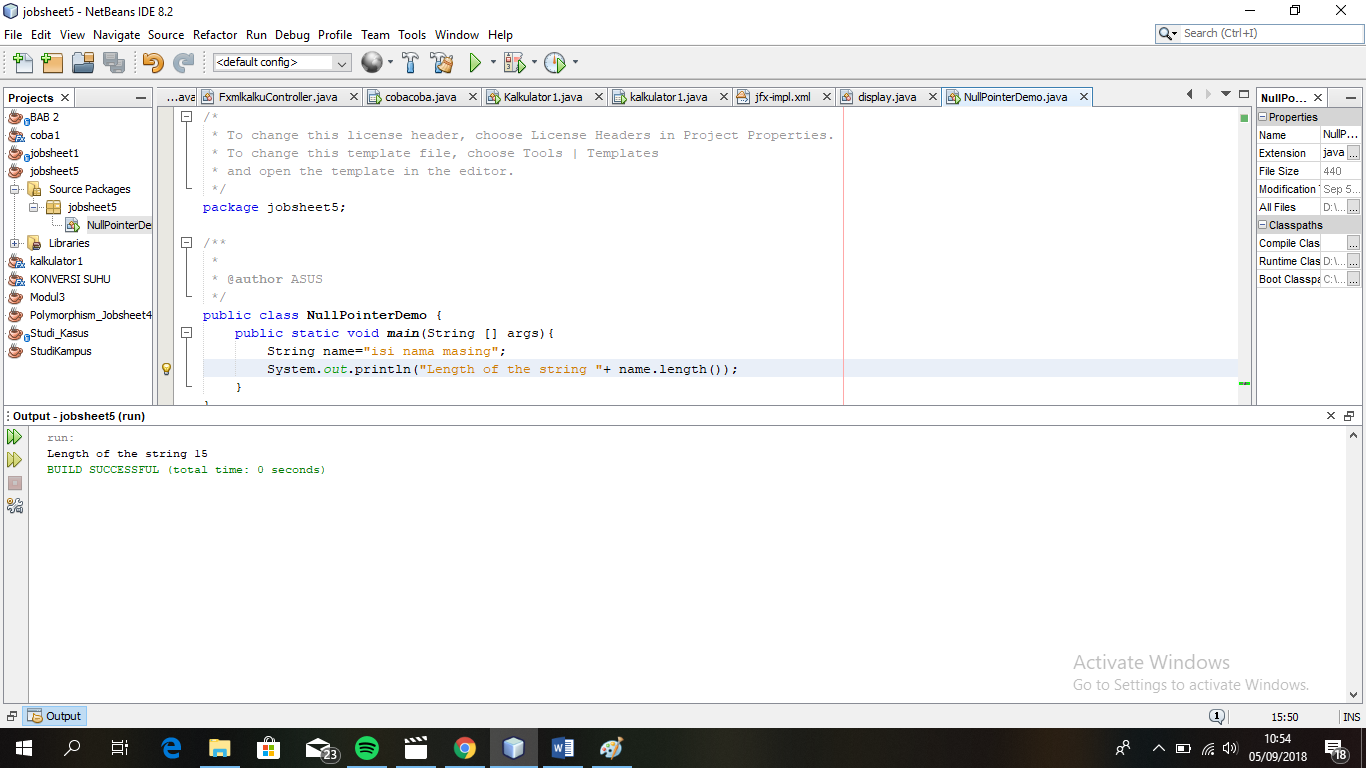 jobsheet5 - NetBeans IDE 8.2
File Edit View Navigate Source Refactor Run Debug Profile Team Tools Window Help
Search (Ctrl+I)
<default config>
Projects
...ava FxmlkalkuController.java cobacoba.java Kalkulator1.java kalkulator1.java jfx-impl.xml display.java NullPointerDemo.java
BAB 2
coba1
jobsheet1
jobsheet5
Source Packages
jobsheet5
NullPointerDe
Libraries
kalkulator1
KONVERSI SUHU
Modul3
Polymorphism_Jobsheet4
Studi_Kasus
StudiKampus
/*
* To change this license header, choose License Headers in Project Properties.
* To change this template file, choose Tools | Templates
* and open the template in the editor.
*/
package jobsheet5;
/**
*
* @author ASUS
*/
public class NullPointerDemo {
public static void main(String [] args){
String name="isi nama masing";
System.out.println("Length of the string "+ name.length());
}
NullPo...
Properties
Name NullP...
Extension java ...
File Size 440
Modification Sep 5...
All Files D:\... ...
Classpaths
Compile Clas ...
Runtime Clas D:\... ...
Boot Classpa C:\... ...
Output - jobsheet5 (run)
run:
Length of the string 15
BUILD SUCCESSFUL (total time: 0 seconds)
Activate Windows
Go to Settings to activate Windows.
Output
1
15:50 INS
23
10:54
05/09/2018
18